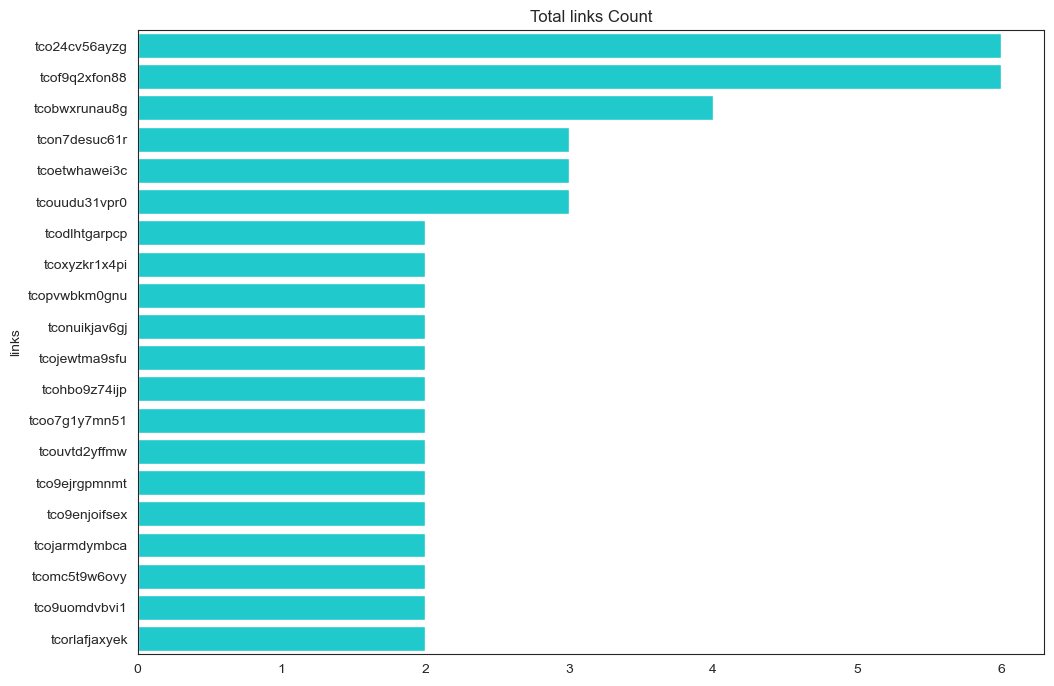 Total links Count
tco24cv56ayzg
tcof9q2xfon88
tcobwxrunau8g
tcon7desuc61r
tcoetwhawei3c
tcouudu31vpr0
tcodlhtgarpcp
tcoxyzkr1x4pi
tcopvwbkm0gnu
tconuikjav6gj
tcojewtma9sfu
tcohbo9z74ijp
tcoo7g1y7mn51
tcouvtd2yffmw
tco9ejrgpmnmt
tco9enjoifsex
tcojarmdymbca
tcomc5t9w6ovy
tco9uomdvbvi1
tcorlafjaxyek
links
0 1 2 3 4 5 6